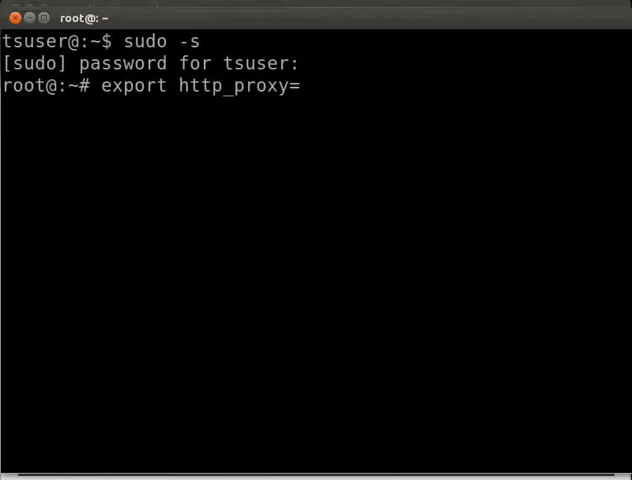 root@: ~
tsuser@:~$ sudo -s
[sudo] password for tsuser:
root@:~# export http_proxy=